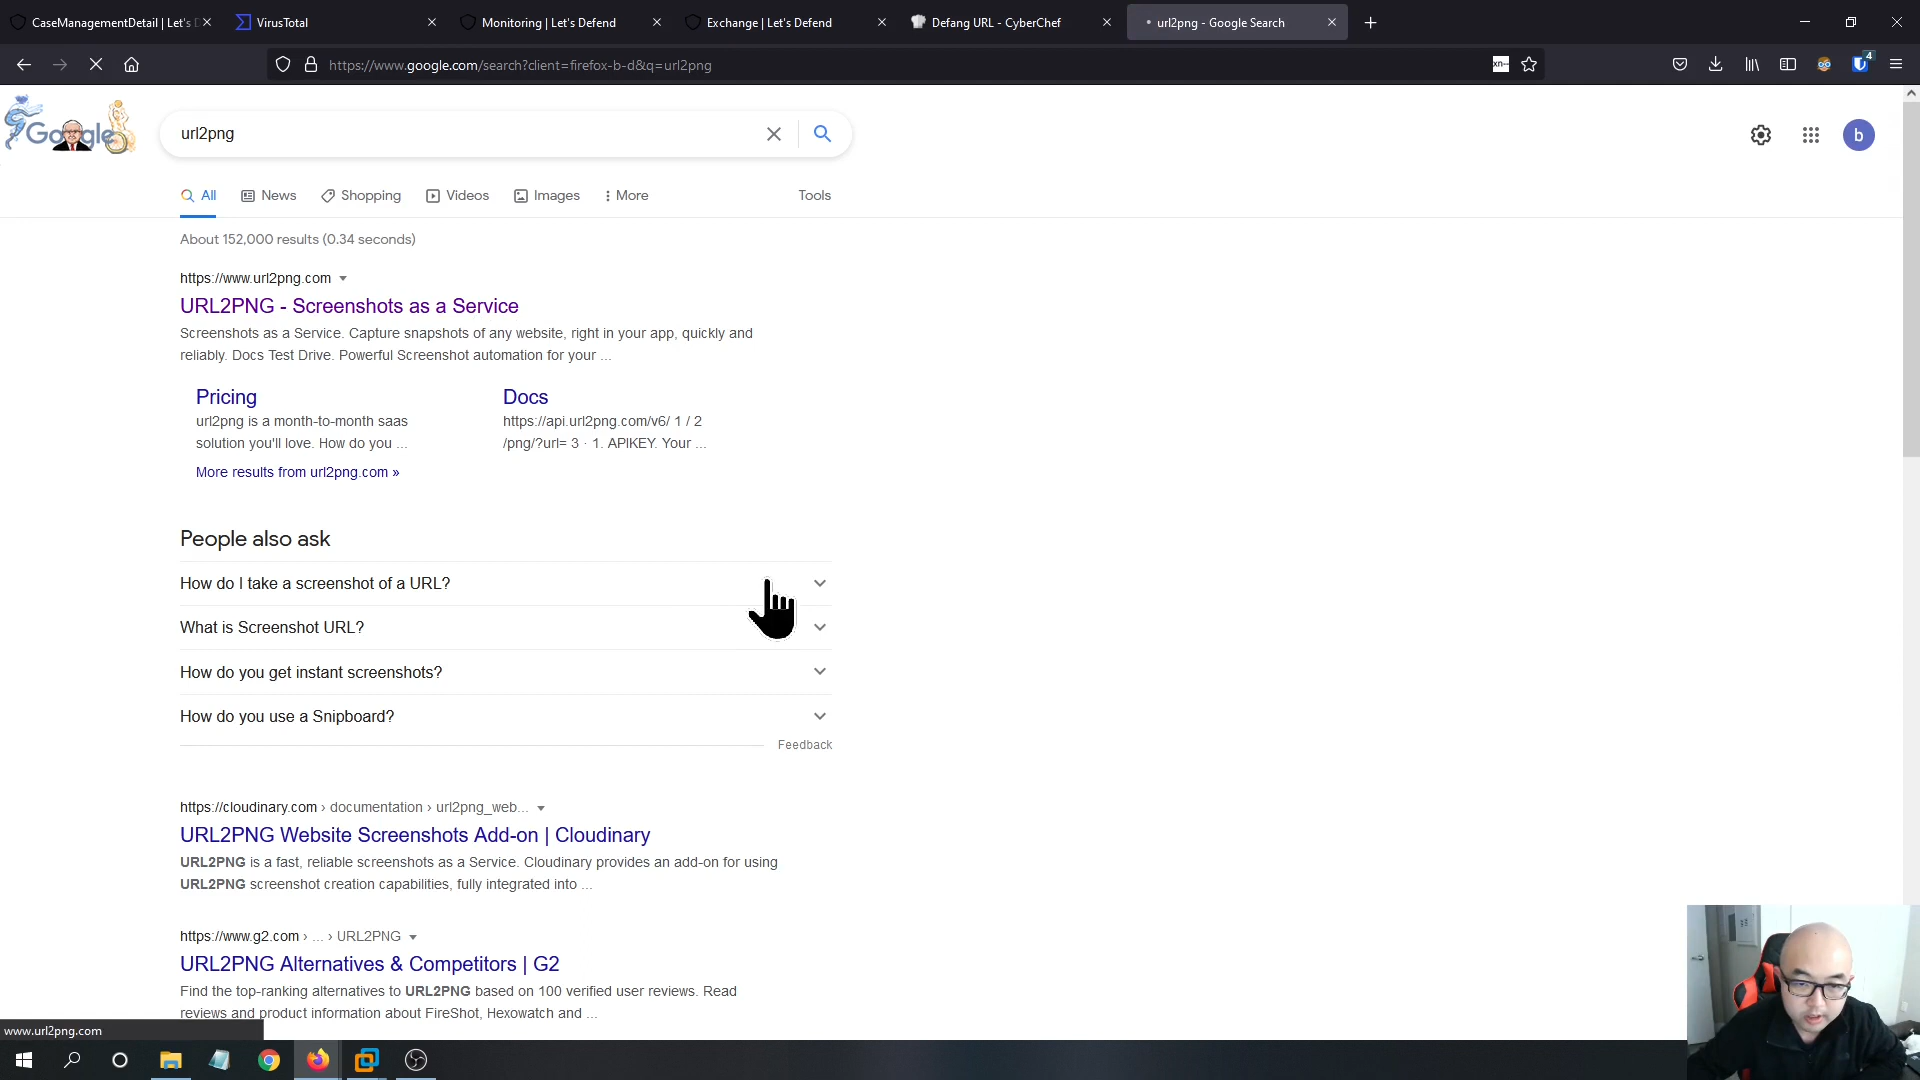 CaseManagementDetail | Let's D
VirusTotal
Monitoring | Let's Defend
Exchange | Let's Defend
Defang URL - CyberChef
url2png - Google Search
https://www.google.com/search?client=firefox-b-d&q=url2png
xn--
4
Google
url2png
b
All
News
Shopping
Videos
Images
More
Tools
About 152,000 results (0.34 seconds)
https://www.url2png.com
URL2PNG - Screenshots as a Service
Screenshots as a Service. Capture snapshots of any website, right in your app, quickly and
reliably. Docs Test Drive. Powerful Screenshot automation for your ...
Pricing
url2png is a month-to-month saas
solution you'll love. How do you ...
Docs
https://api.url2png.com/v6/ 1 / 2
/png/?url= 3 · 1. APIKEY. Your ...
More results from url2png.com »
People also ask
How do I take a screenshot of a URL?
What is Screenshot URL?
How do you get instant screenshots?
How do you use a Snipboard?
Feedback
https://cloudinary.com › documentation › url2png_web...
URL2PNG Website Screenshots Add-on | Cloudinary
URL2PNG is a fast, reliable screenshots as a Service. Cloudinary provides an add-on for using
URL2PNG screenshot creation capabilities, fully integrated into ...
https://www.g2.com › ... › URL2PNG
URL2PNG Alternatives & Competitors | G2
Find the top-ranking alternatives to URL2PNG based on 100 verified user reviews. Read
reviews and product information about FireShot, Hexowatch and ...
www.url2png.com